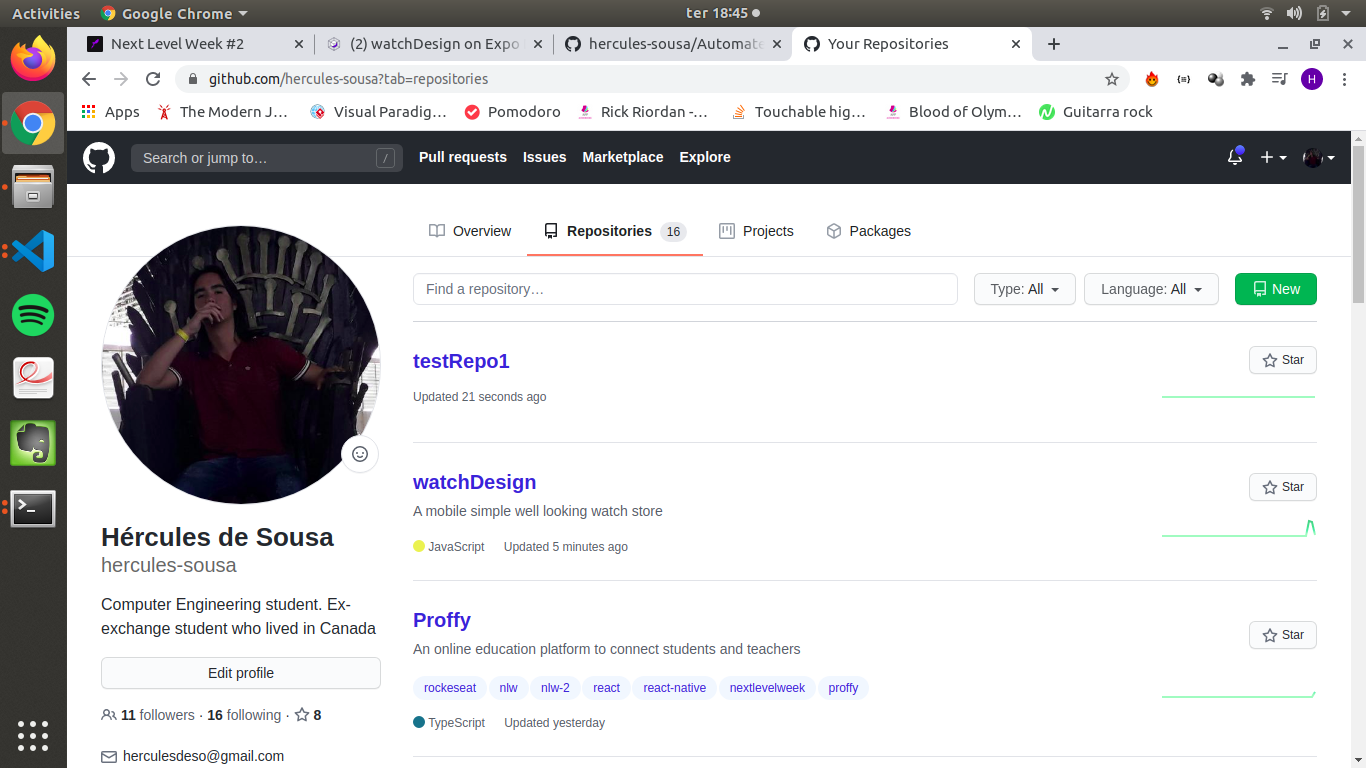 Activities
Google Chrome
ter 18:45
Next Level Week #2
(2) watchDesign on Expo
hercules-sousa/Automate
Your Repositories
github.com/hercules-sousa?tab=repositories
H
Apps
The Modern J…
Visual Paradig…
Pomodoro
Rick Riordan -…
Touchable hig…
Blood of Olym…
Guitarra rock
Search or jump to…
/
Pull requests
Issues
Marketplace
Explore
Overview
Repositories 16
Projects
Packages
Find a repository…
Type: All
Language: All
New
testRepo1
Star
Updated 21 seconds ago
watchDesign
Star
A mobile simple well looking watch store
JavaScript
Updated 5 minutes ago
Proffy
Star
An online education platform to connect students and teachers
rockeseat
nlw
nlw-2
react
react-native
nextlevelweek
proffy
TypeScript
Updated yesterday
Hércules de Sousa
hercules-sousa
Computer Engineering student. Ex-
exchange student who lived in Canada
Edit profile
11 followers · 16 following · 8
herculesdeso@gmail.com